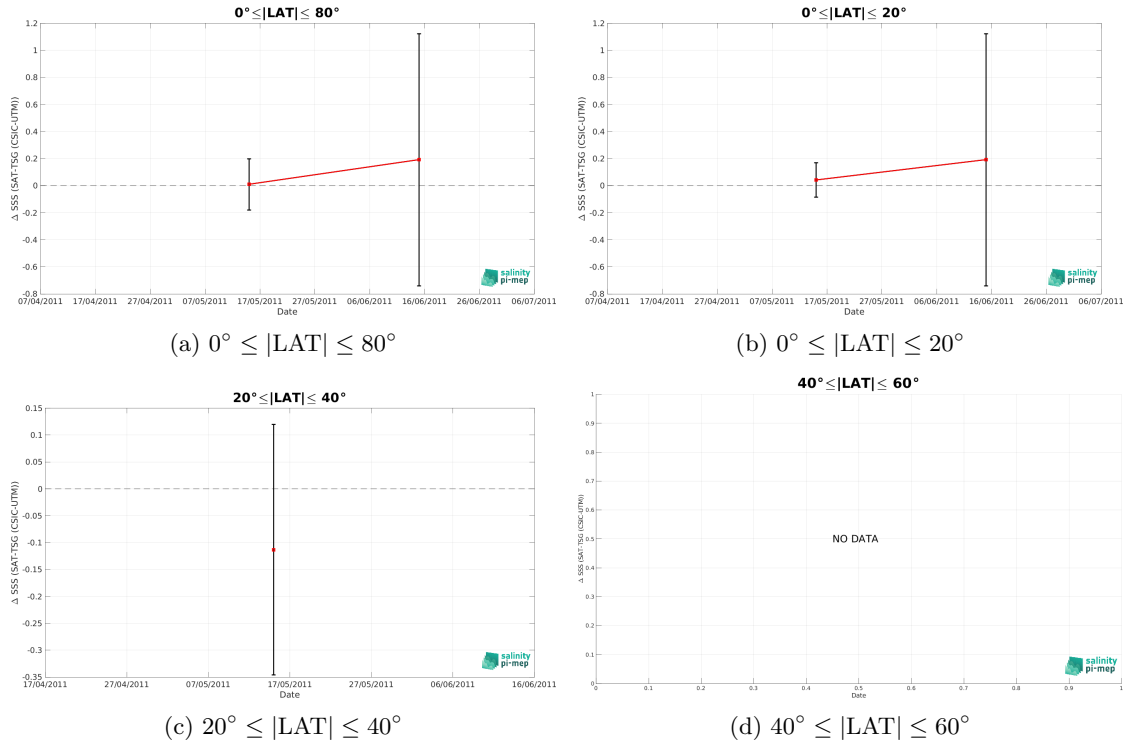 0°≤|LAT|≤ 80°
1.2
1
0.8
0.6
0.4
0.2
0
-0.2
-0.4
-0.6
-0.8
Δ SSS (SAT-TSG (CSIC-UTM))
07/04/2011 17/04/2011 27/04/2011 07/05/2011 17/05/2011 27/05/2011 06/06/2011 16/06/2011 26/06/2011 06/07/2011
Date
salinity
pi-mep
(a) 0° ≤ |LAT| ≤ 80°
0°≤|LAT|≤ 20°
1.2
1
0.8
0.6
0.4
0.2
0
-0.2
-0.4
-0.6
-0.8
Δ SSS (SAT-TSG (CSIC-UTM))
07/04/2011 17/04/2011 27/04/2011 07/05/2011 17/05/2011 27/05/2011 06/06/2011 16/06/2011 26/06/2011 06/07/2011
Date
salinity
pi-mep
(b) 0° ≤ |LAT| ≤ 20°
20°≤|LAT|≤ 40°
0.15
0.1
0.05
0
-0.05
-0.1
-0.15
-0.2
-0.25
-0.3
-0.35
Δ SSS (SAT-TSG (CSIC-UTM))
17/04/2011 27/04/2011 07/05/2011 17/05/2011 27/05/2011 06/06/2011 16/06/2011
Date
salinity
pi-mep
(c) 20° ≤ |LAT| ≤ 40°
40°≤|LAT|≤ 60°
1
0.9
0.8
0.7
0.6
0.5
0.4
0.3
0.2
0.1
0
Δ SSS (SAT-TSG (CSIC-UTM))
NO DATA
0 0.1 0.2 0.3 0.4 0.5 0.6 0.7 0.8 0.9 1
Date
salinity
pi-mep
(d) 40° ≤ |LAT| ≤ 60°